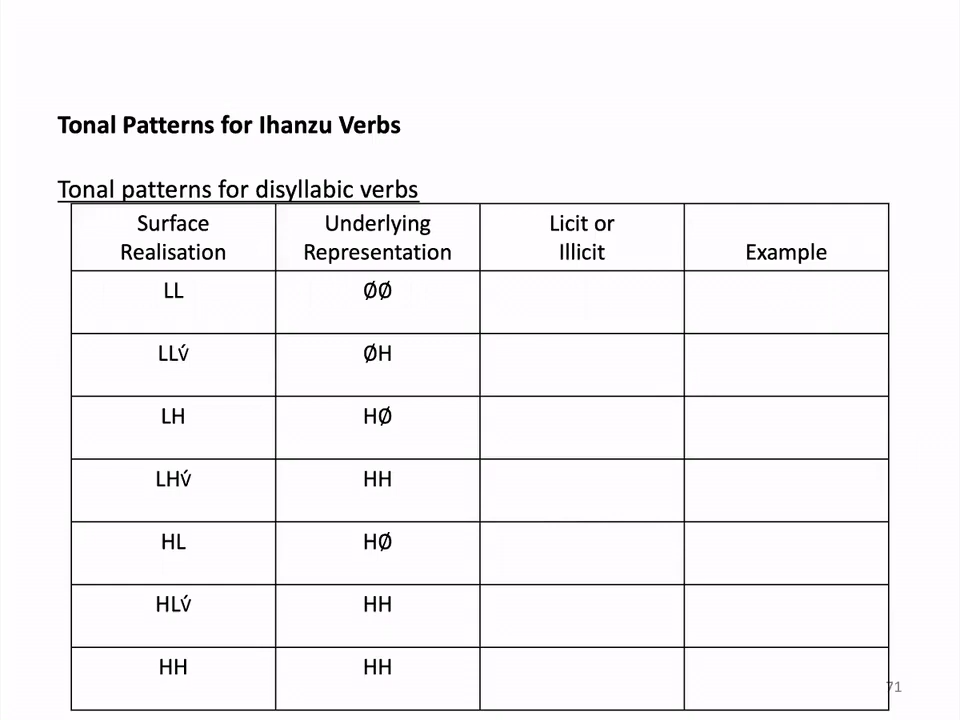 Tonal Patterns for Ihanzu Verbs
Tonal patterns for disyllabic verbs
Surface Realisation Underlying Representation Licit or Illicit Example
LL ØØ
LLv́ ØH
LH HØ
LHv́ HH
HL HØ
HLv́ HH
HH HH
71